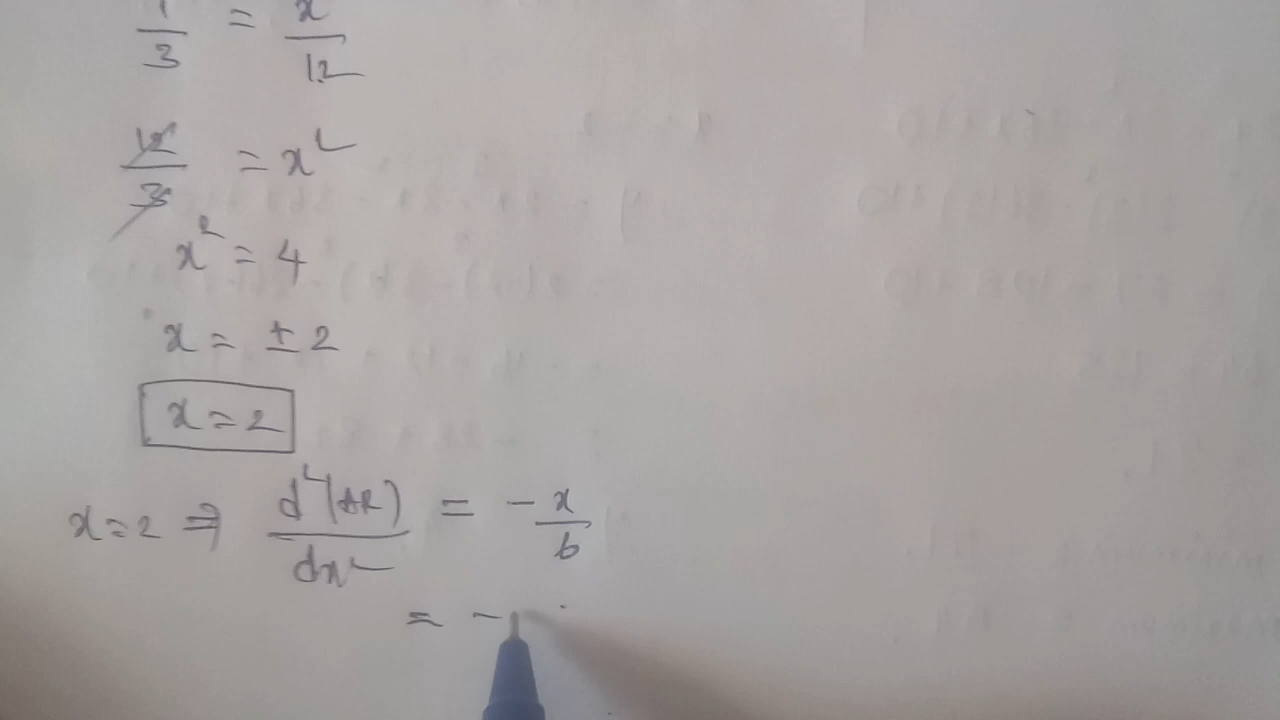 1/3 = x/12
12/3 = x²
x² = 4
x = ± 2
x = 2
x = 2 ⇒ d²(AR)/dx² = - x/6
= -